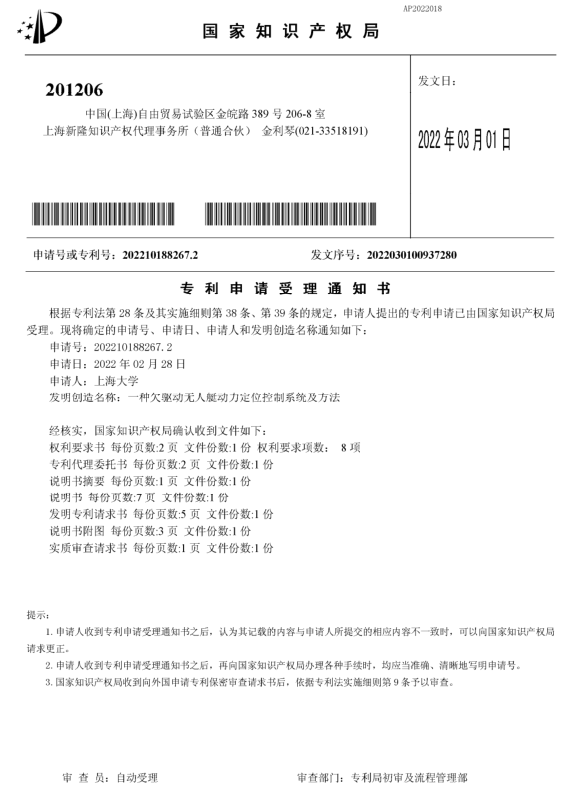 AP2022018
国家知识产权局
201206
中国(上海)自由贸易试验区金皖路 389 号 206-8 室
上海新隆知识产权代理事务所（普通合伙） 金利琴(021-33518191)
发文日：
2022 年 03 月 01 日
申请号或专利号：202210188267.2
发文序号：2022030100937280
专利申请受理通知书
根据专利法第 28 条及其实施细则第 38 条、第 39 条的规定，申请人提出的专利申请已由国家知识产权局
受理。现将确定的申请号、申请日、申请人和发明创造名称通知如下：
申请号：202210188267.2
申请日：2022 年 02 月 28 日
申请人：上海大学
发明创造名称：一种欠驱动无人艇动力定位控制系统及方法
经核实，国家知识产权局确认收到文件如下：
权利要求书 每份页数:2 页 文件份数:1 份 权利要求项数： 8 项
专利代理委托书 每份页数:2 页 文件份数:1 份
说明书摘要 每份页数:1 页 文件份数:1 份
说明书 每份页数:7 页 文件份数:1 份
发明专利请求书 每份页数:5 页 文件份数:1 份
说明书附图 每份页数:3 页 文件份数:1 份
实质审查请求书 每份页数:1 页 文件份数:1 份
提示：
1.申请人收到专利申请受理通知书之后，认为其记载的内容与申请人所提交的相应内容不一致时，可以向国家知识产权局
请求更正。
2.申请人收到专利申请受理通知书之后，再向国家知识产权局办理各种手续时，均应当准确、清晰地写明申请号。
3.国家知识产权局收到向外国申请专利保密审查请求书后，依据专利法实施细则第 9 条予以审查。
审 查 员：自动受理
审查部门：专利局初审及流程管理部